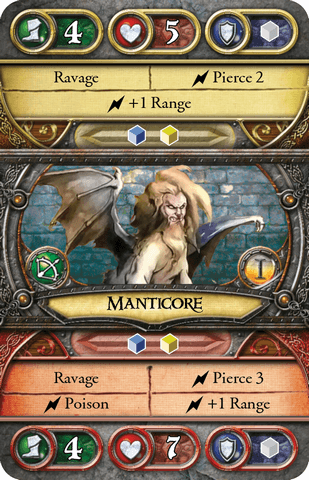 4 5
Ravage Pierce 2
+1 Range
I
MANTICORE
Ravage Pierce 3
Poison +1 Range
4 7